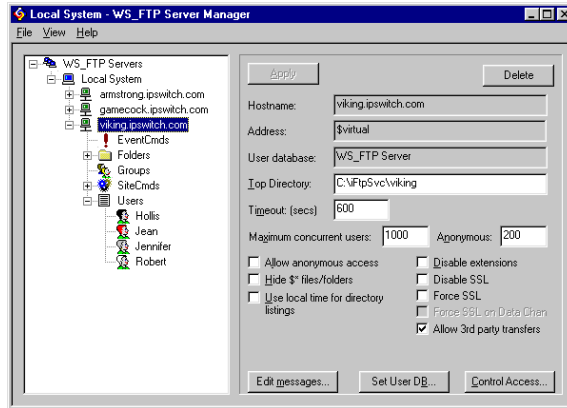 Local System - WS_FTP Server Manager
File View Help
WS_FTP Servers
Local System
armstrong.ipswitch.com
gamecock.ipswitch.com
viking.ipswitch.com
EventCmds
Folders
Groups
SiteCmds
Users
Hollis
Jean
Jennifer
Robert
Apply Delete
Hostname: viking.ipswitch.com
Address: $virtual
User database: WS_FTP Server
Top Directory: C:\iFtpSvc\viking
Timeout: (secs) 600
Maximum concurrent users: 1000 Anonymous: 200
Allow anonymous access
Hide $* files/folders
Use local time for directory
listings
Disable extensions
Disable SSL
Force SSL
Force SSL on Data Chan
Allow 3rd party transfers
Edit messages... Set User DB... Control Access...